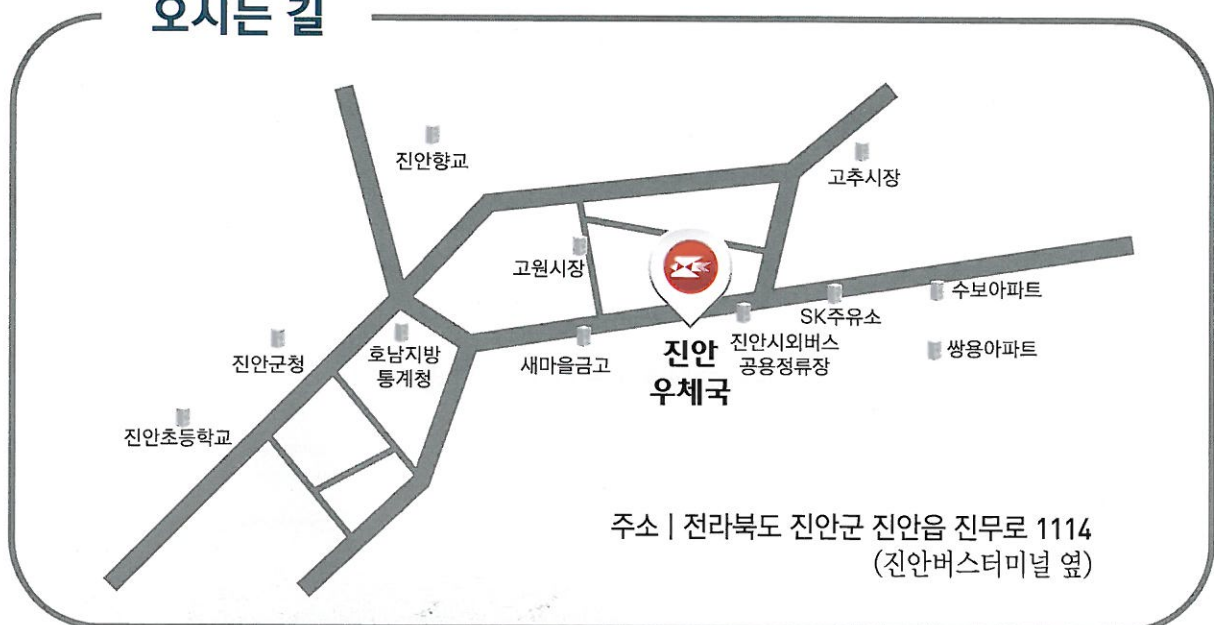 오시는 길
진안향교
고추시장
고원시장
수보아파트
SK주유소
진안군청
호남지방
통계청
새마을금고
진안
우체국
진안시외버스
공용정류장
쌍용아파트
진안초등학교
주소 | 전라북도 진안군 진안읍 진무로 1114
(진안버스터미널 옆)